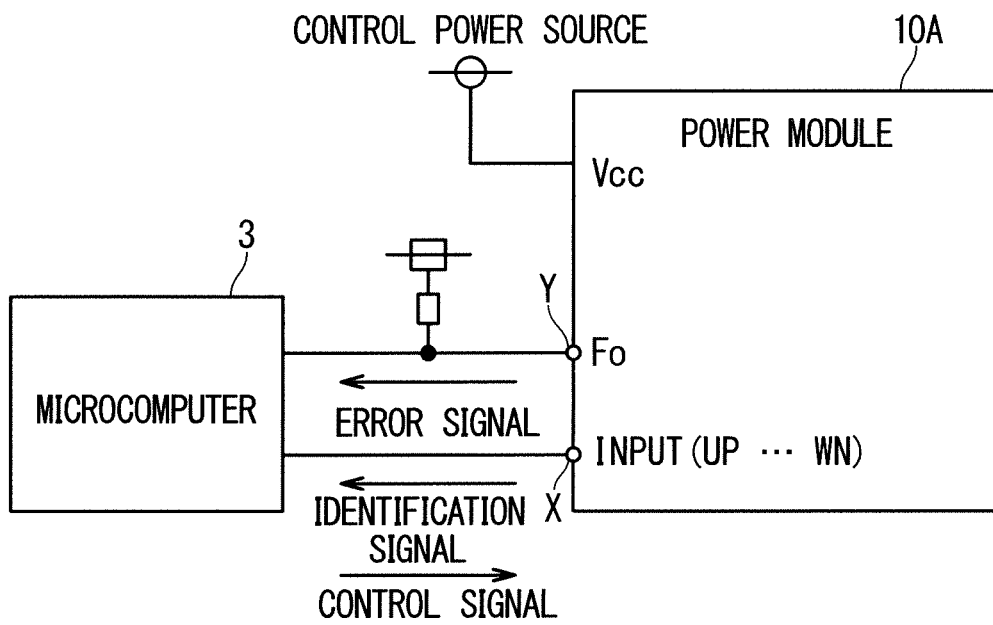 CONTROL POWER SOURCE
10A
POWER MODULE
Vcc
3
Y
Fo
MICROCOMPUTER
ERROR SIGNAL
INPUT (UP ⋯ WN)
X
IDENTIFICATION
SIGNAL
CONTROL SIGNAL